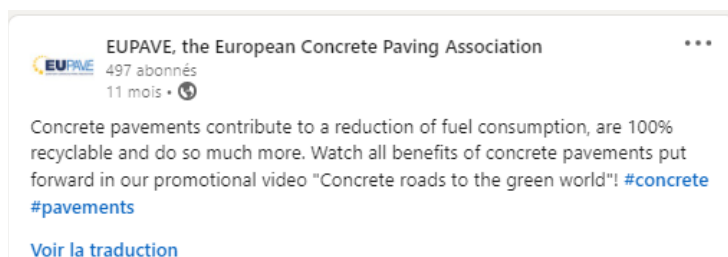 EUPAVE, the European Concrete Paving Association
EUPAVE
497 abonnés
11 mois •
Concrete pavements contribute to a reduction of fuel consumption, are 100%
recyclable and do so much more. Watch all benefits of concrete pavements put
forward in our promotional video "Concrete roads to the green world"! #concrete
#pavements
Voir la traduction